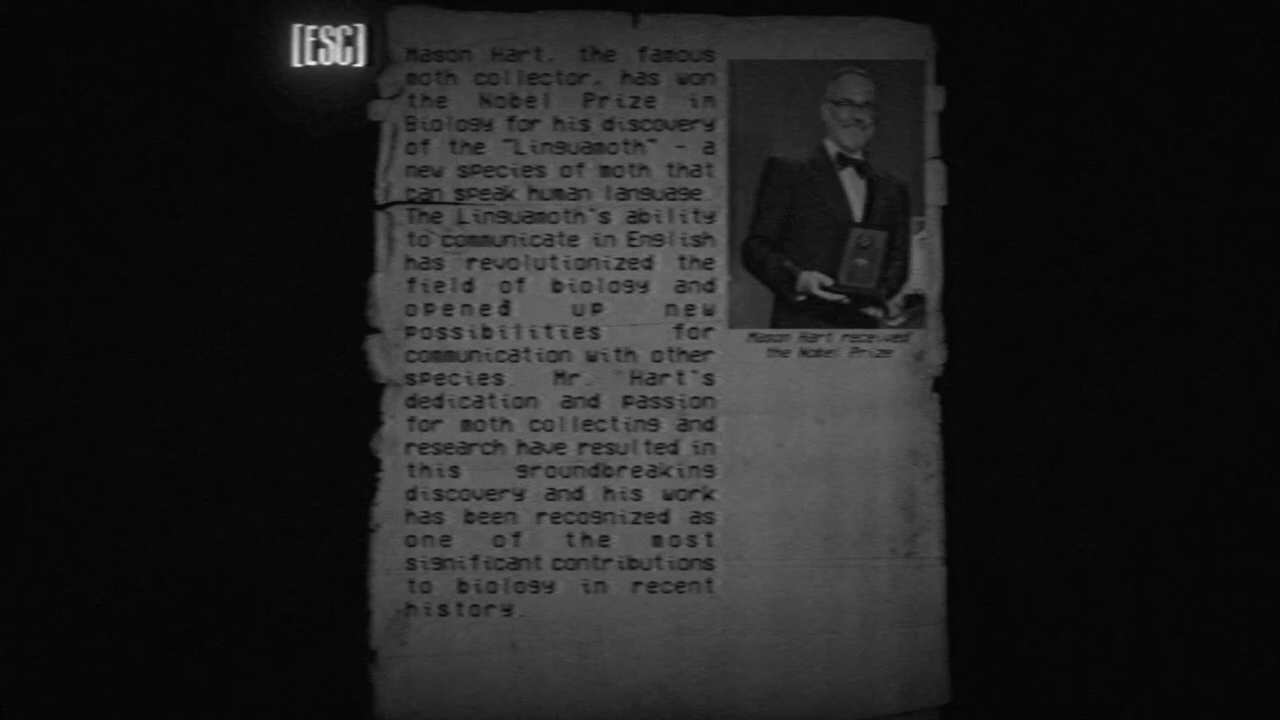 [ESC]
Mason Hart, the famous
moth collector, has won
the Nobel Prize in
Biology for his discovery
of the "Linguamoth" - a
new species of moth that
can speak human language.
The Linguamoth's ability
to communicate in English
has revolutionized the
field of biology and
opened up new
possibilities for
communication with other
species. Mr. Hart's
dedication and passion
for moth collecting and
research have resulted in
this groundbreaking
discovery and his work
has been recognized as
one of the most
significant contributions
to biology in recent
history.
Mason Hart received
the Nobel Prize